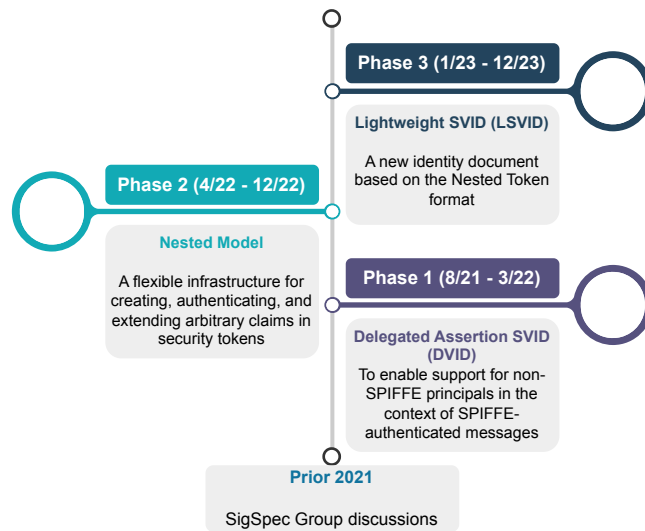 Phase 3 (1/23 - 12/23)
Lightweight SVID (LSVID)
A new identity document
based on the Nested Token
format
Phase 2 (4/22 - 12/22)
Nested Model
A flexible infrastructure for
creating, authenticating, and
extending arbitrary claims in
security tokens
Phase 1 (8/21 - 3/22)
Delegated Assertion SVID
(DVID)
To enable support for non-
SPIFFE principals in the
context of SPIFFE-
authenticated messages
Prior 2021
SigSpec Group discussions